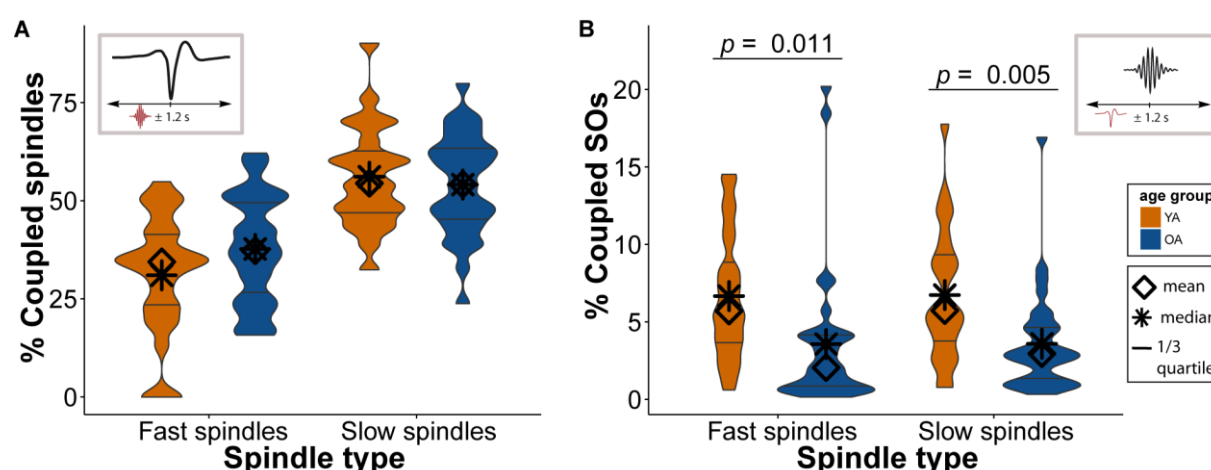 A
% Coupled spindles
75
50
25
0
± 1.2 s
Fast spindles
Slow spindles
Spindle type
B
% Coupled SOs
20
15
10
5
0
p = 0.011
p = 0.005
± 1.2 s
Fast spindles
Slow spindles
Spindle type
age group
YA
OA
mean
median
1/3
quartile